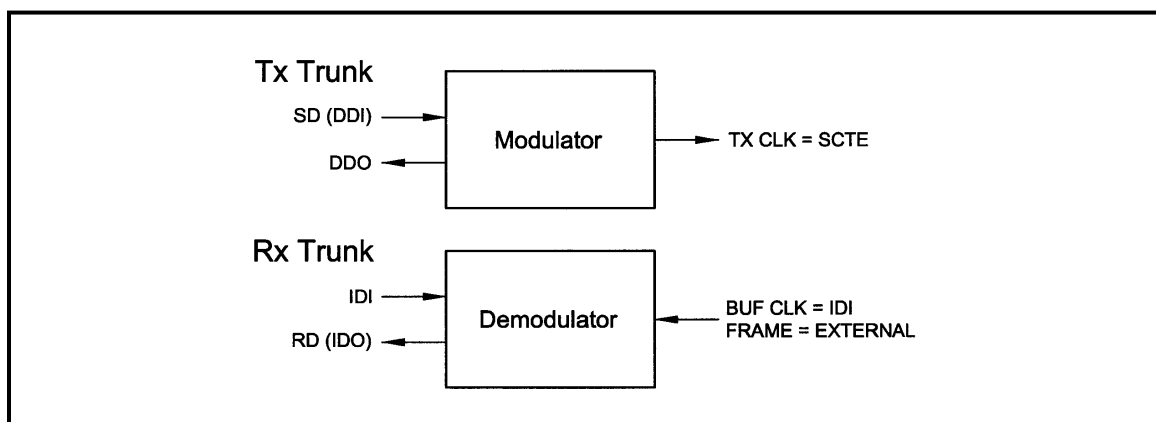 Tx Trunk
SD (DDI)
DDO
Modulator
TX CLK = SCTE
Rx Trunk
IDI
RD (IDO)
Demodulator
BUF CLK = IDI
FRAME = EXTERNAL